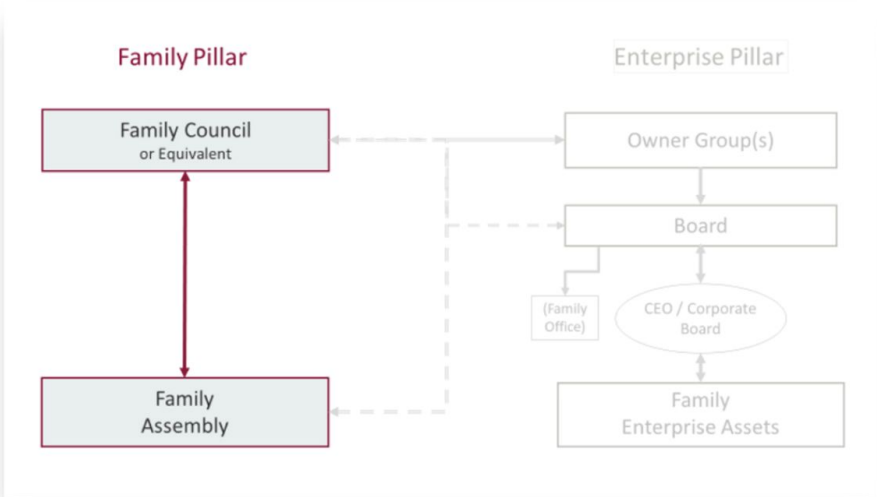 Family Pillar
Enterprise Pillar
Family Council
or Equivalent
Owner Group(s)
Board
(Family
Office)
CEO / Corporate
Board
Family
Assembly
Family
Enterprise Assets